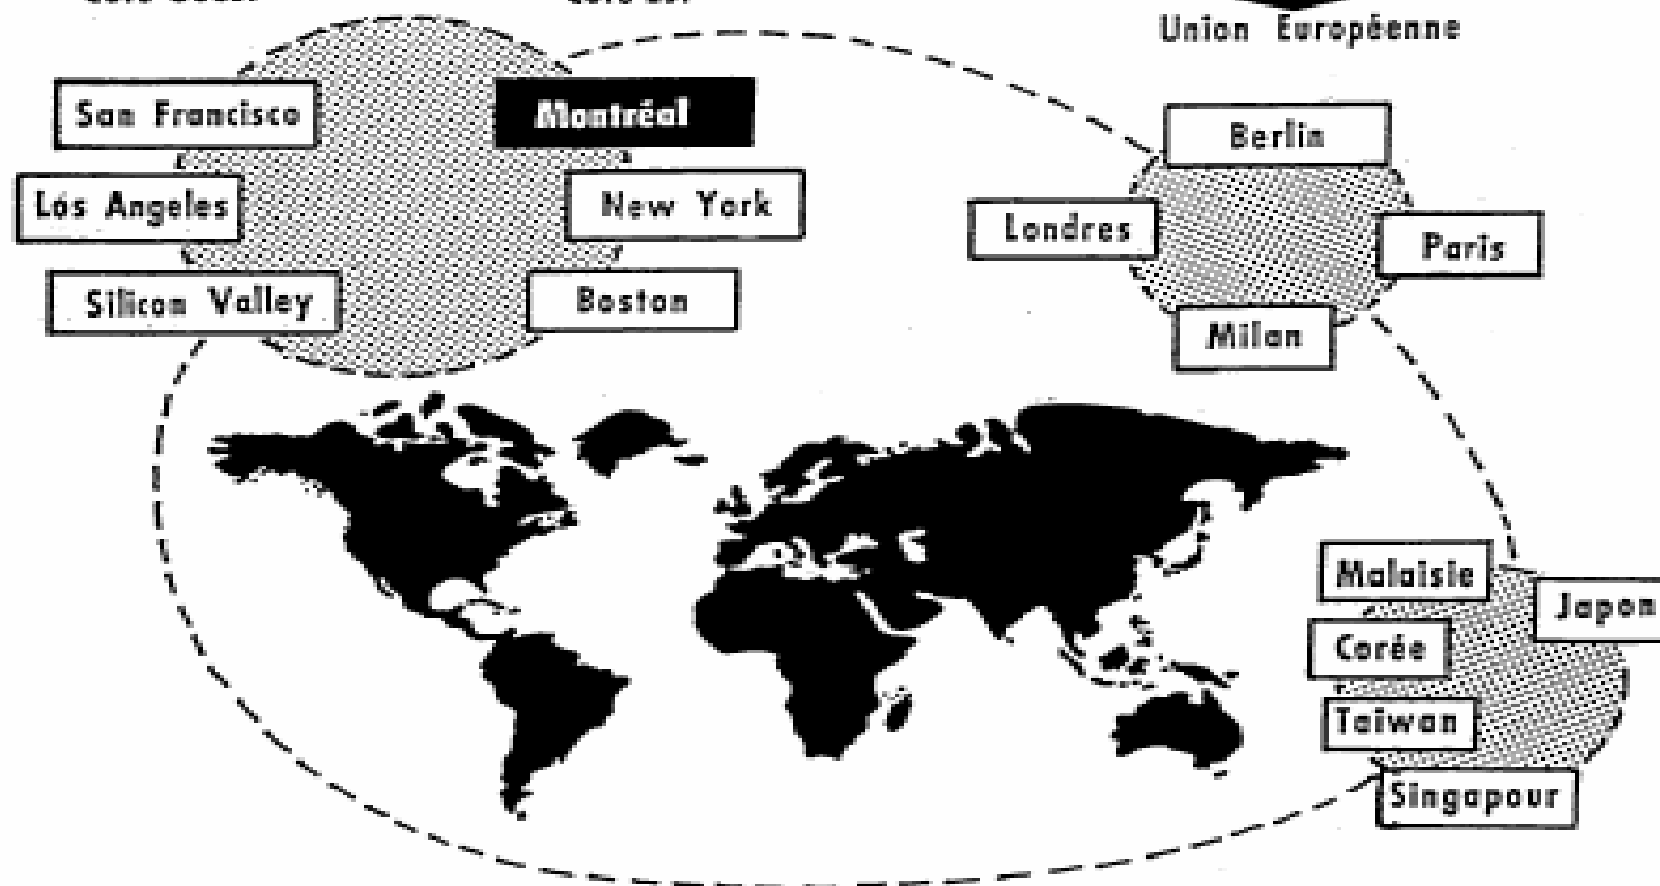 Union Européenne
San Francisco
Montréal
Berlin
Los Angeles
New York
Londres
Paris
Silicon Valley
Boston
Milan
Malaisie
Japon
Corée
Taïwan
Singapour